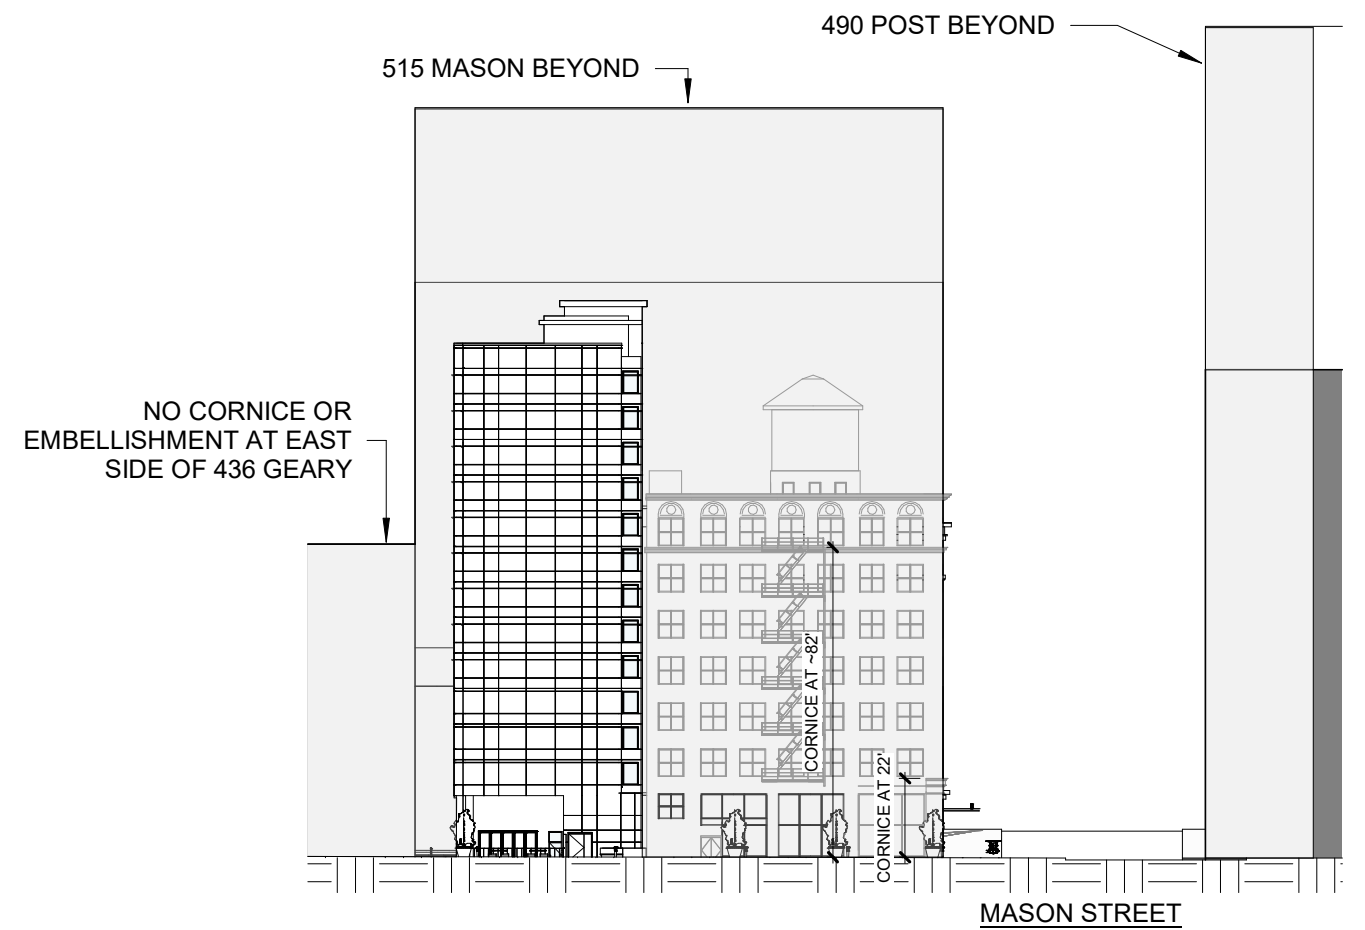 490 POST BEYOND
515 MASON BEYOND
NO CORNICE OR
EMBELLISHMENT AT EAST
SIDE OF 436 GEARY
CORNICE AT ~82'
CORNICE AT 22'
MASON STREET